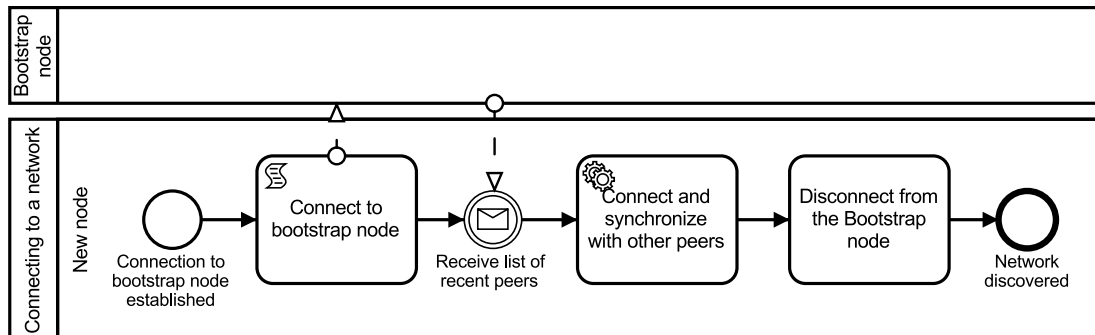 Bootstrap
node
Connecting to a network
New node
Connection to
bootstrap node
established
Connect to
bootstrap node
Receive list of
recent peers
Connect and
synchronize
with other peers
Disconnect from
the Bootstrap
node
Network
discovered